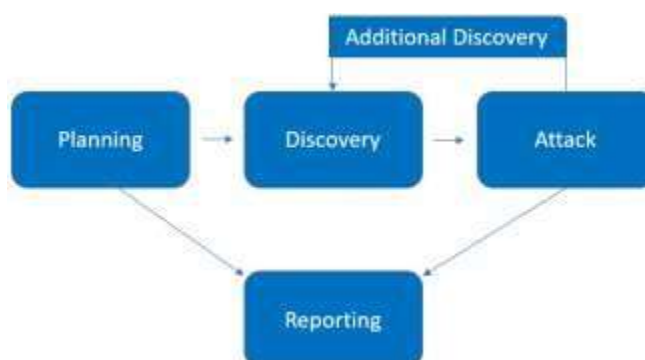 Additional Discovery
Planning
Discovery
Attack
Reporting